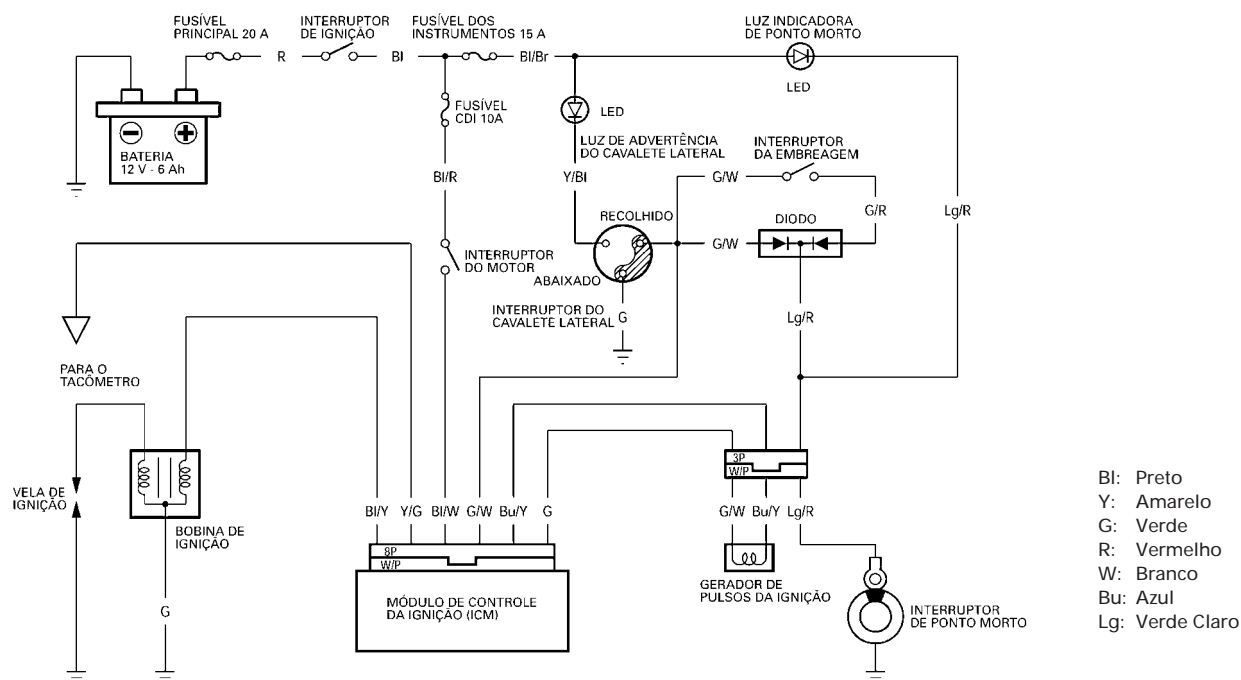 FUSÍVEL
PRINCIPAL 20 A
INTERRUPTOR
DE IGNIÇÃO
FUSÍVEL DOS
INSTRUMENTOS 15 A
LUZ INDICADORA
DE PONTO MORTO
R
Bl
Bl/Br
LED
FUSÍVEL
CDI 10A
LED
BATERIA
12 V - 6 Ah
LUZ DE ADVERTÊNCIA
DO CAVALETE LATERAL
INTERRUPTOR
DA EMBREAGEM
Bl/R
Y/Bl
G/W
G/R
Lg/R
RECOLHIDO
DIODO
G/W
INTERRUPTOR
DO MOTOR
ABAIXADO
INTERRUPTOR DO
CAVALETE LATERAL
G
Lg/R
PARA O
TACÔMETRO
3P
W/P
VELA DE
IGNIÇÃO
BOBINA DE
IGNIÇÃO
Bl/Y
Y/G
Bl/W
G/W
Bu/Y
G
G/W
Bu/Y
Lg/R
8P
W/P
GERADOR DE
PULSOS DA IGNIÇÃO
MÓDULO DE CONTROLE
DA IGNIÇÃO (ICM)
G
INTERRUPTOR
DE PONTO MORTO
Bl: Preto
Y: Amarelo
G: Verde
R: Vermelho
W: Branco
Bu: Azul
Lg: Verde Claro